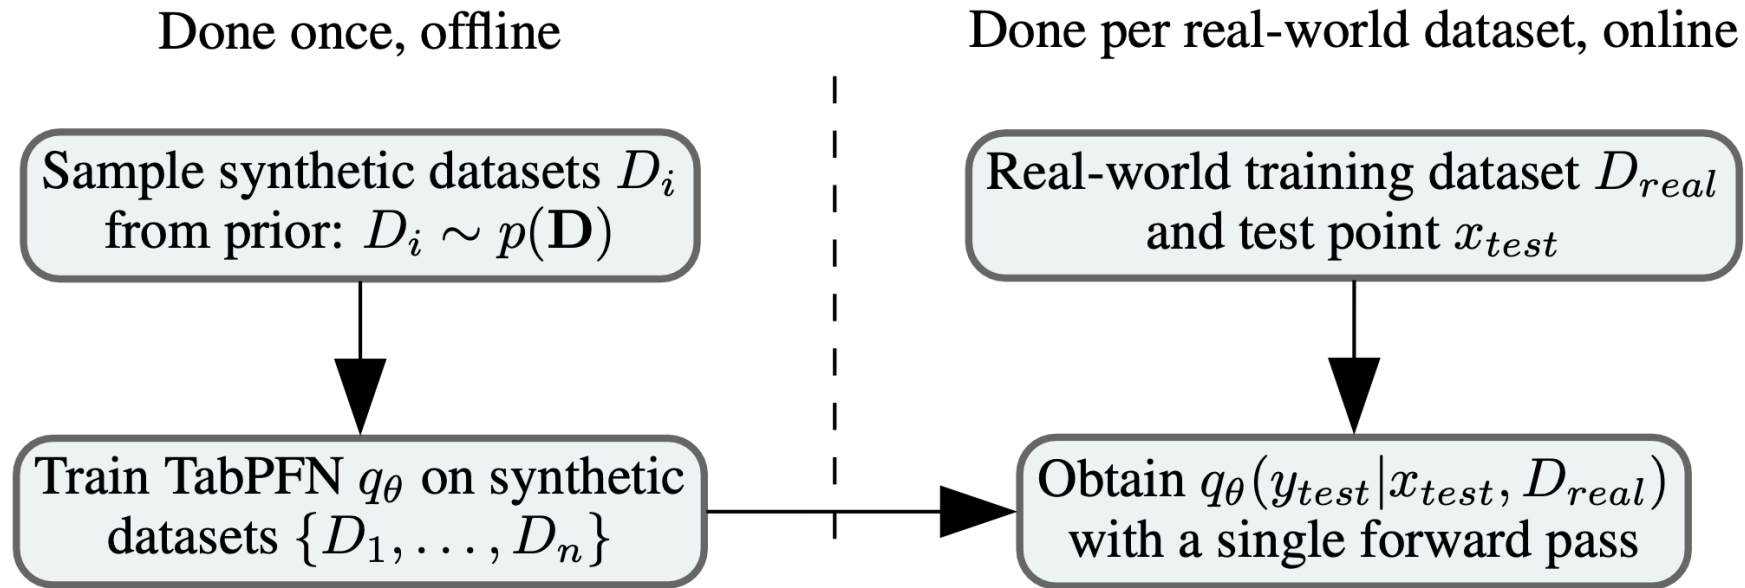 Done once, offline
Sample synthetic datasets $D_i$
from prior: $D_i \sim p(\mathbf{D})$
Train TabPFN $q_\theta$ on synthetic
datasets $\{D_1, \ldots, D_n\}$
Done per real-world dataset, online
Real-world training dataset $D_{real}$
and test point $x_{test}$
Obtain $q_\theta(y_{test}|x_{test}, D_{real})$
with a single forward pass